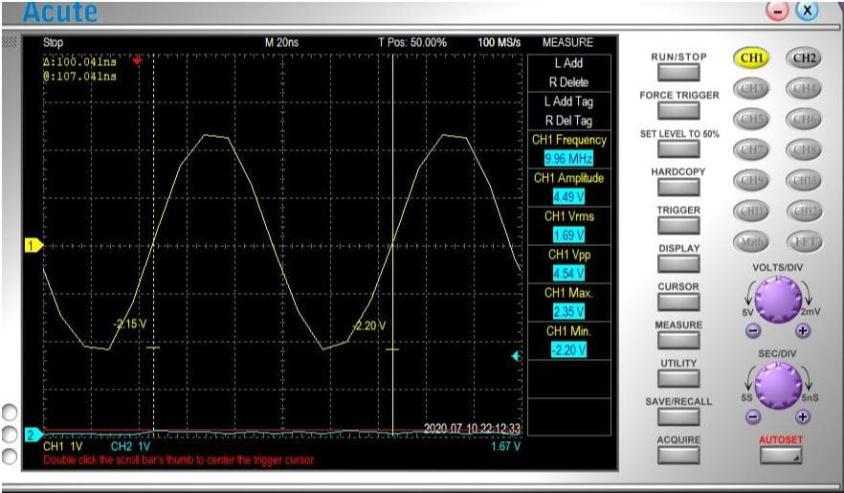 Acute
Stop M 20ns T Pos: 50.00% 100 MS/s MEASURE
Δ:100.041ns
@:107.041ns
L Add
R Delete
L Add Tag
R Del Tag
CH1 Frequency
9.96 MHz
CH1 Amplitude
4.49 V
CH1 Vrms
1.69 V
CH1 Vpp
4.54 V
CH1 Max.
2.35 V
CH1 Min.
-2.20 V
1
-2.15 V
-2.20 V
2
2020 07 10 22:12:33
CH1 1V CH2 1V 1.67 V
Double click the scroll bar's thumb to center the trigger cursor
RUN/STOP
FORCE TRIGGER
SET LEVEL TO 50%
HARDCOPY
TRIGGER
DISPLAY
CURSOR
MEASURE
UTILITY
SAVE/RECALL
ACQUIRE
CH1 CH2
CH3 CH4
CH5 CH6
CH7 CH8
CH9 CH10
CH11 CH12
Math FFT
VOLTS/DIV
5V 2mV
SEC/DIV
5S 5nS
AUTOSET